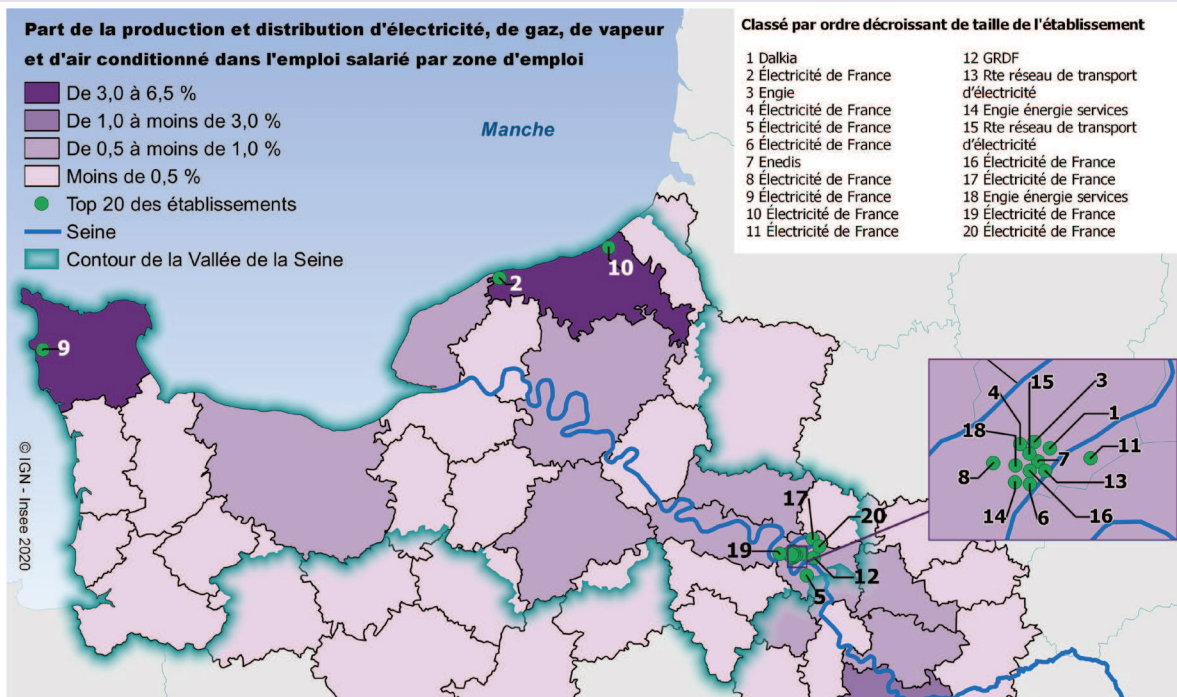 Part de la production et distribution d'électricité, de gaz, de vapeur
et d'air conditionné dans l'emploi salarié par zone d'emploi
De 3,0 à 6,5 %
De 1,0 à moins de 3,0 %
De 0,5 à moins de 1,0 %
Moins de 0,5 %
Top 20 des établissements
Seine
Contour de la Vallée de la Seine
Manche
Classé par ordre décroissant de taille de l'établissement
1 Dalkia
2 Électricité de France
3 Engie
4 Électricité de France
5 Électricité de France
6 Électricité de France
7 Enedis
8 Électricité de France
9 Électricité de France
10 Électricité de France
11 Électricité de France
12 GRDF
13 Rte réseau de transport
d'électricité
14 Engie énergie services
15 Rte réseau de transport
d'électricité
16 Électricité de France
17 Électricité de France
18 Engie énergie services
19 Électricité de France
20 Électricité de France
10
2
9
15
3
4
1
18
11
8
7
13
14
6
16
17
20
19
12
5
© IGN - Insee 2020